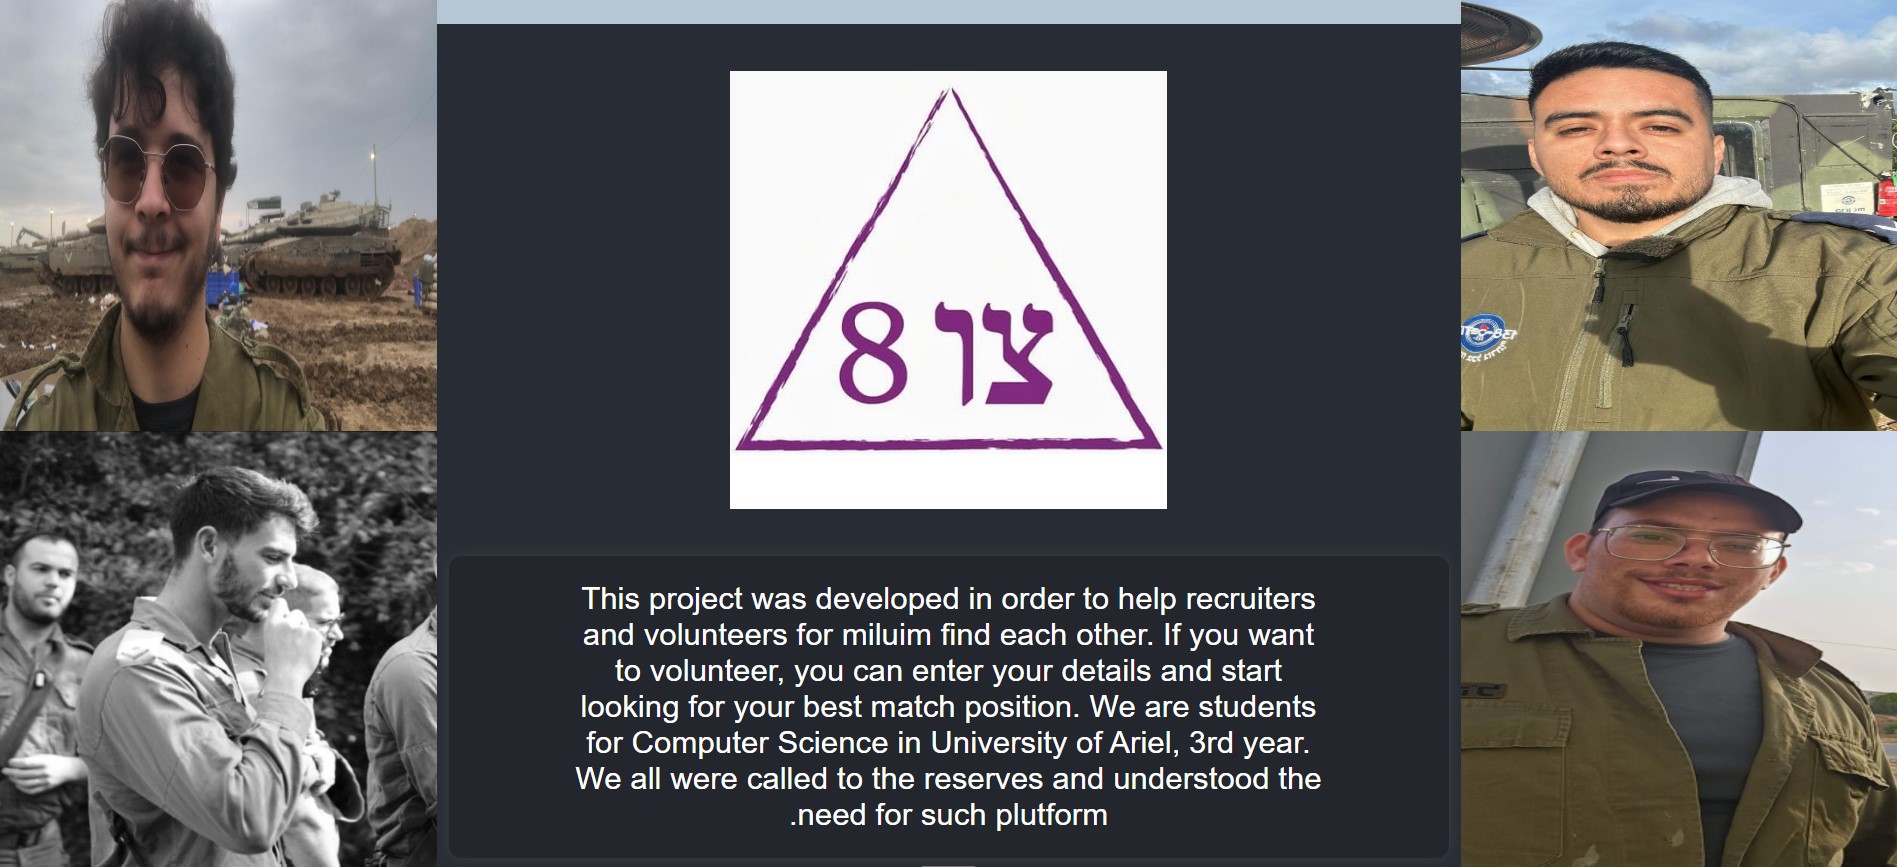 צו 8
This project was developed in order to help recruiters
and volunteers for miluim find each other. If you want
to volunteer, you can enter your details and start
looking for your best match position. We are students
for Computer Science in University of Ariel, 3rd year.
We all were called to the reserves and understood the
.need for such plutform